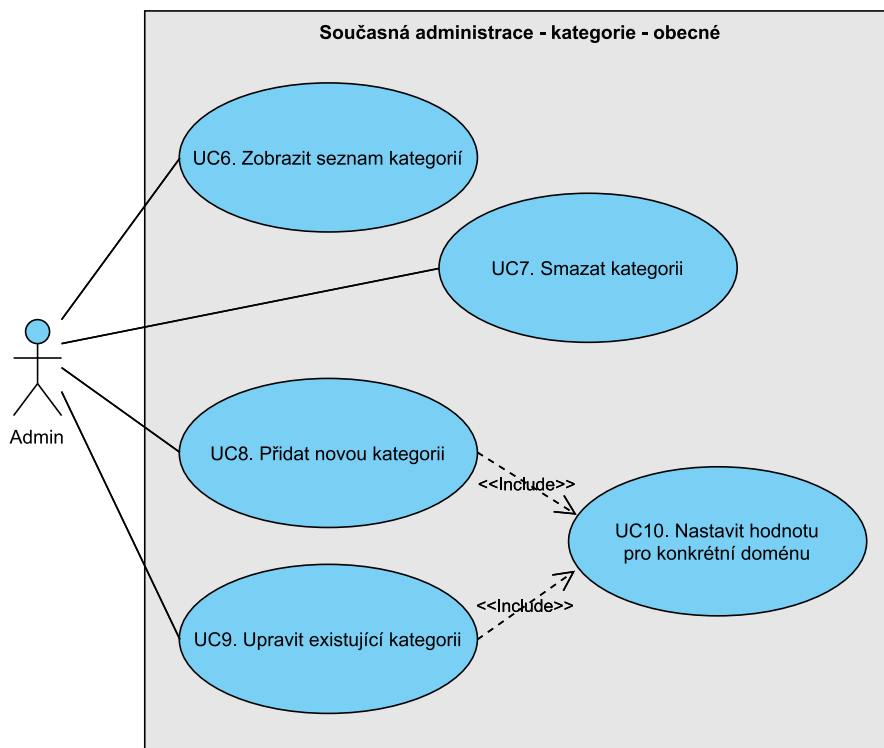 Současná administrace - kategorie - obecné
UC6. Zobrazit seznam kategorií
UC7. Smazat kategorii
Admin
UC8. Přidat novou kategorii
<<Include>>
UC10. Nastavit hodnotu
pro konkrétní doménu
<<Include>>
UC9. Upravit existující kategorii